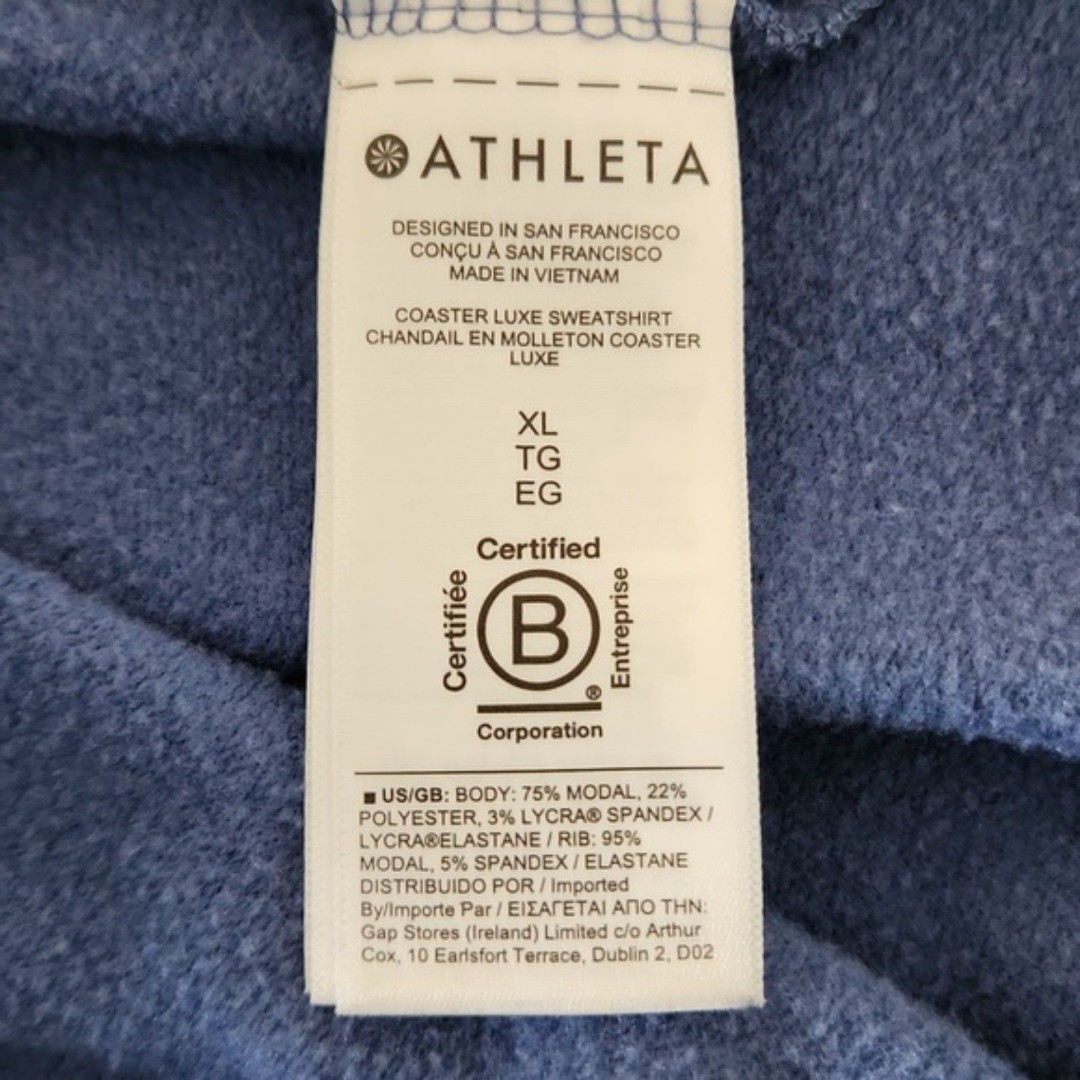 ATHLETA
DESIGNED IN SAN FRANCISCO
CONÇU À SAN FRANCISCO
MADE IN VIETNAM
COASTER LUXE SWEATSHIRT
CHANDAIL EN MOLLETON COASTER
LUXE
XL
TG
EG
Certified
Certifiée
B
Entreprise
®
Corporation
US/GB: BODY: 75% MODAL, 22%
POLYESTER, 3% LYCRA® SPANDEX /
LYCRA®ELASTANE / RIB: 95%
MODAL, 5% SPANDEX / ELASTANE
DISTRIBUIDO POR / Imported
By/Importe Par / ΕΙΣΑΓΕΤΑΙ ΑΠΟ ΤΗΝ:
Gap Stores (Ireland) Limited c/o Arthur
Cox, 10 Earlsfort Terrace, Dublin 2, D02